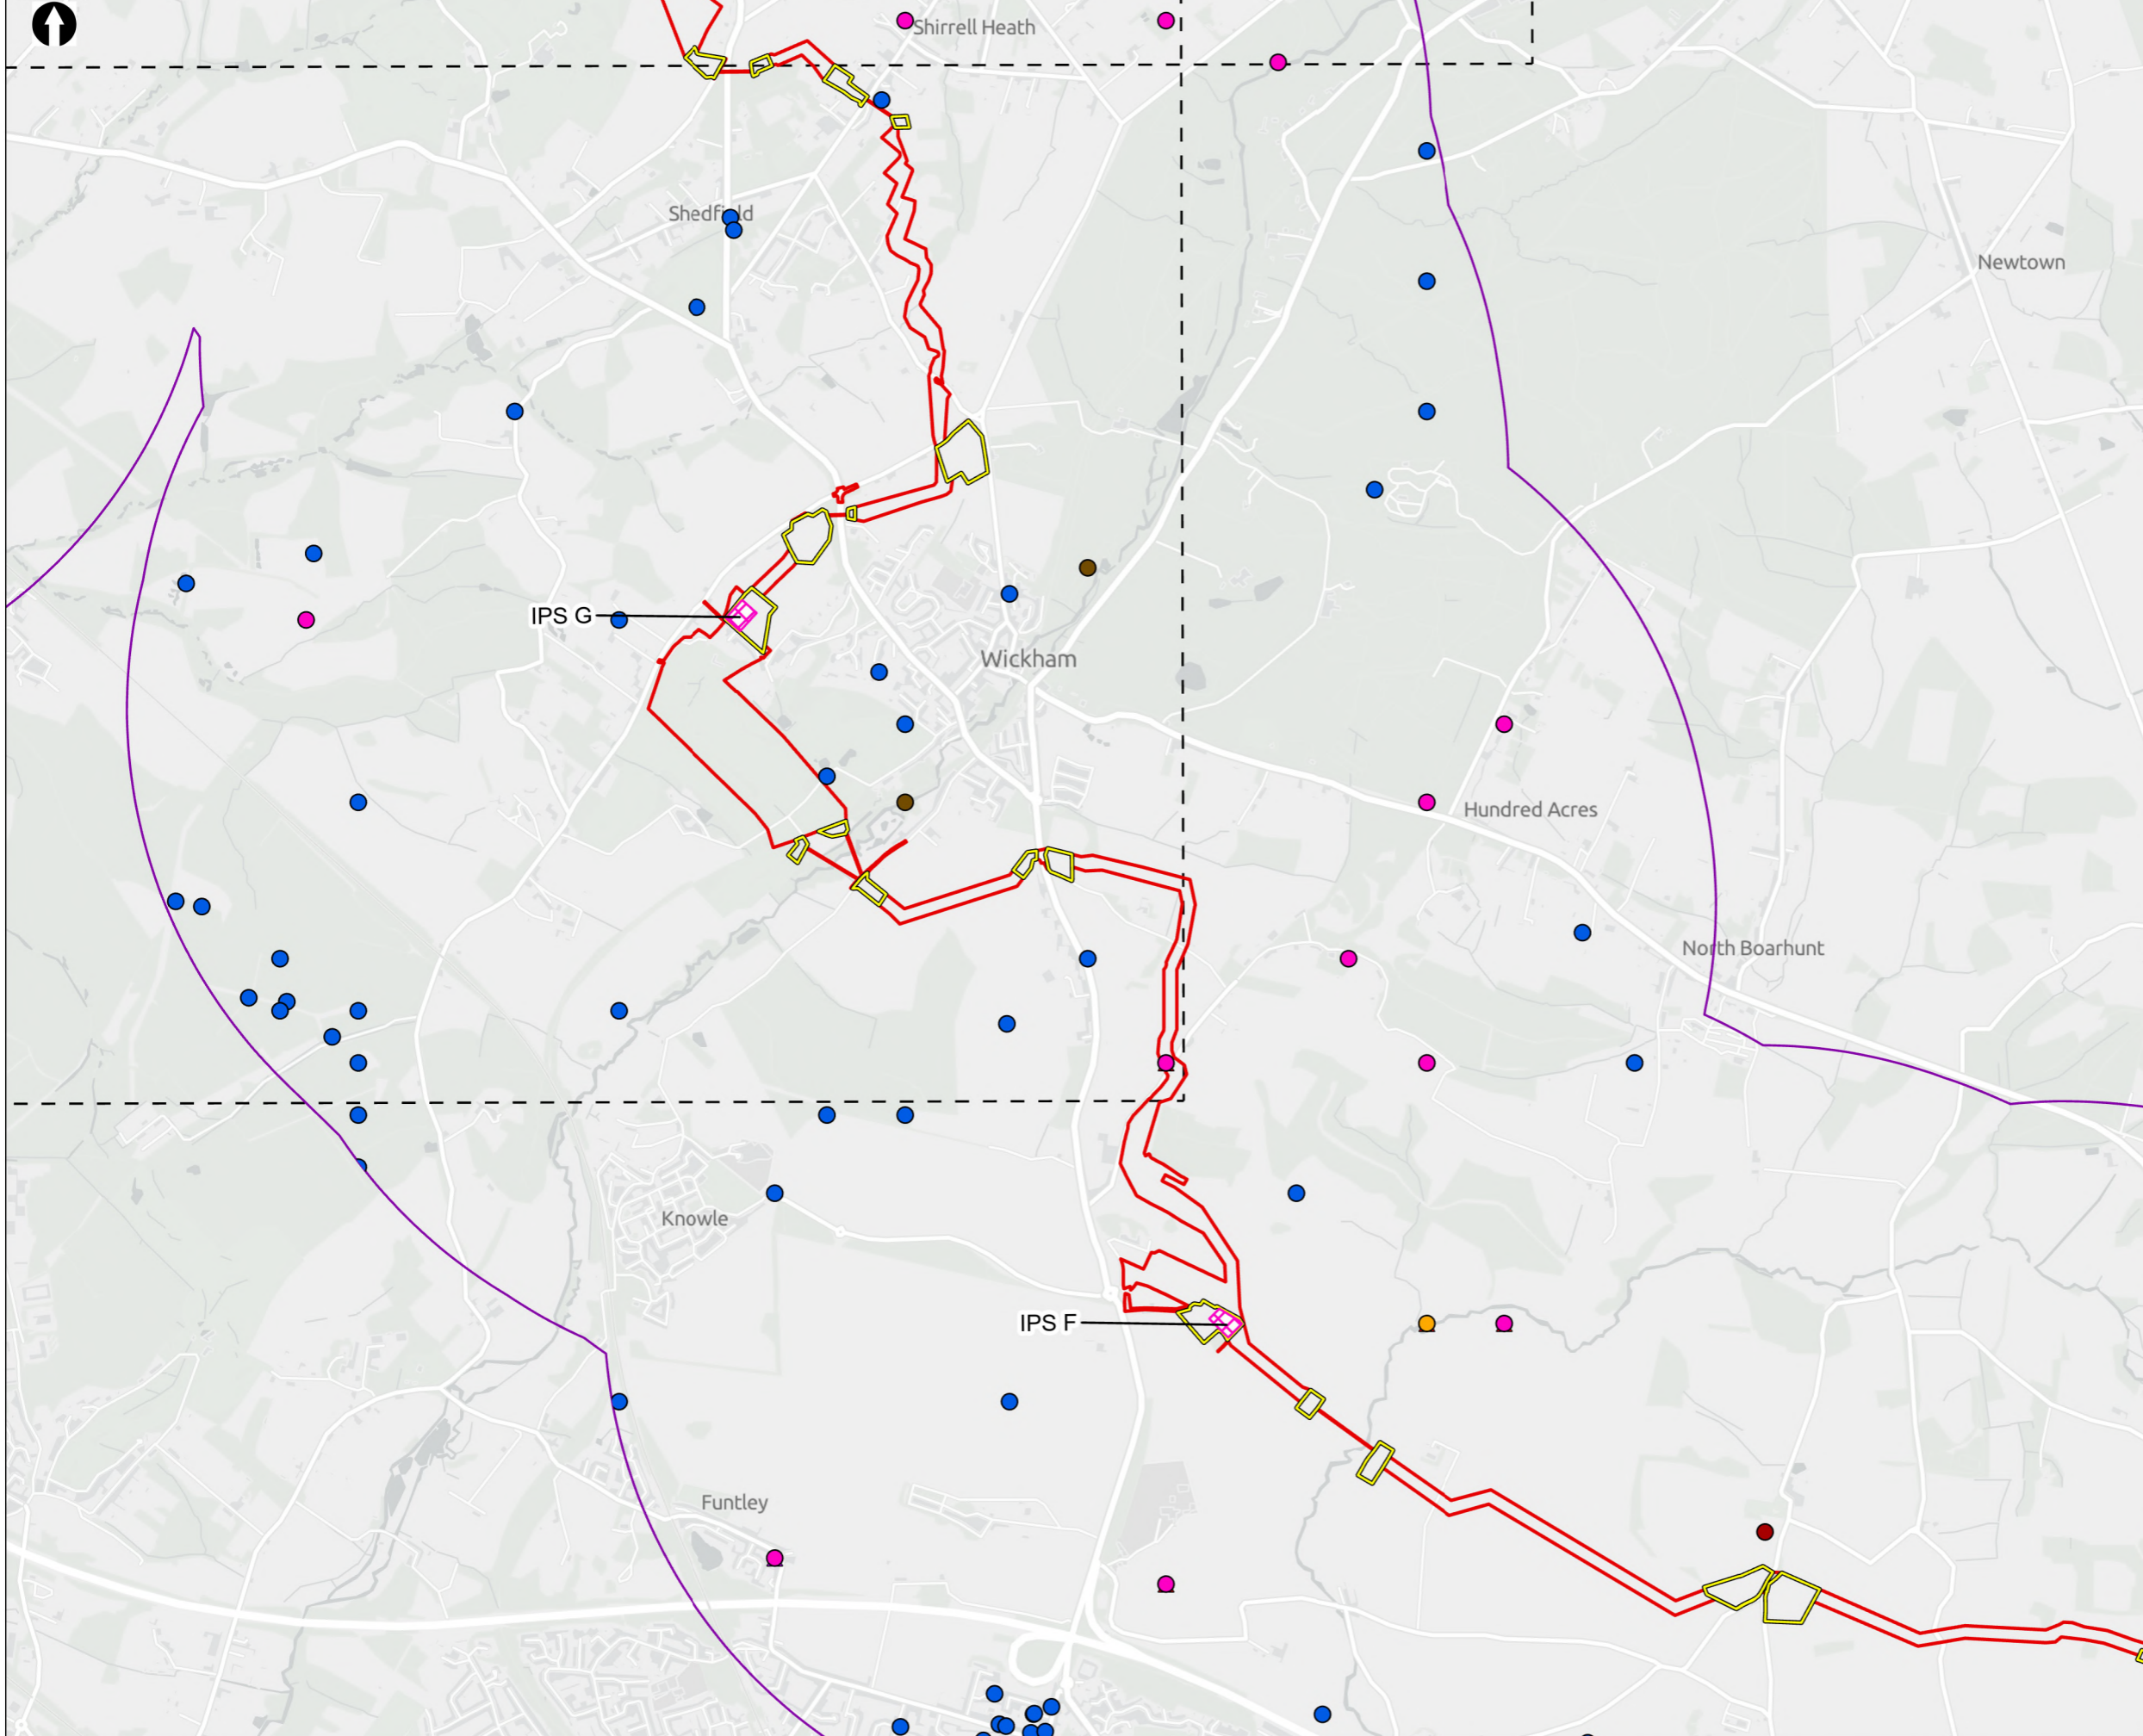 Shirrell Heath
Shedfield
Newtown
IPS G
Wickham
Hundred Acres
North Boarhunt
Knowle
IPS F
Funtley